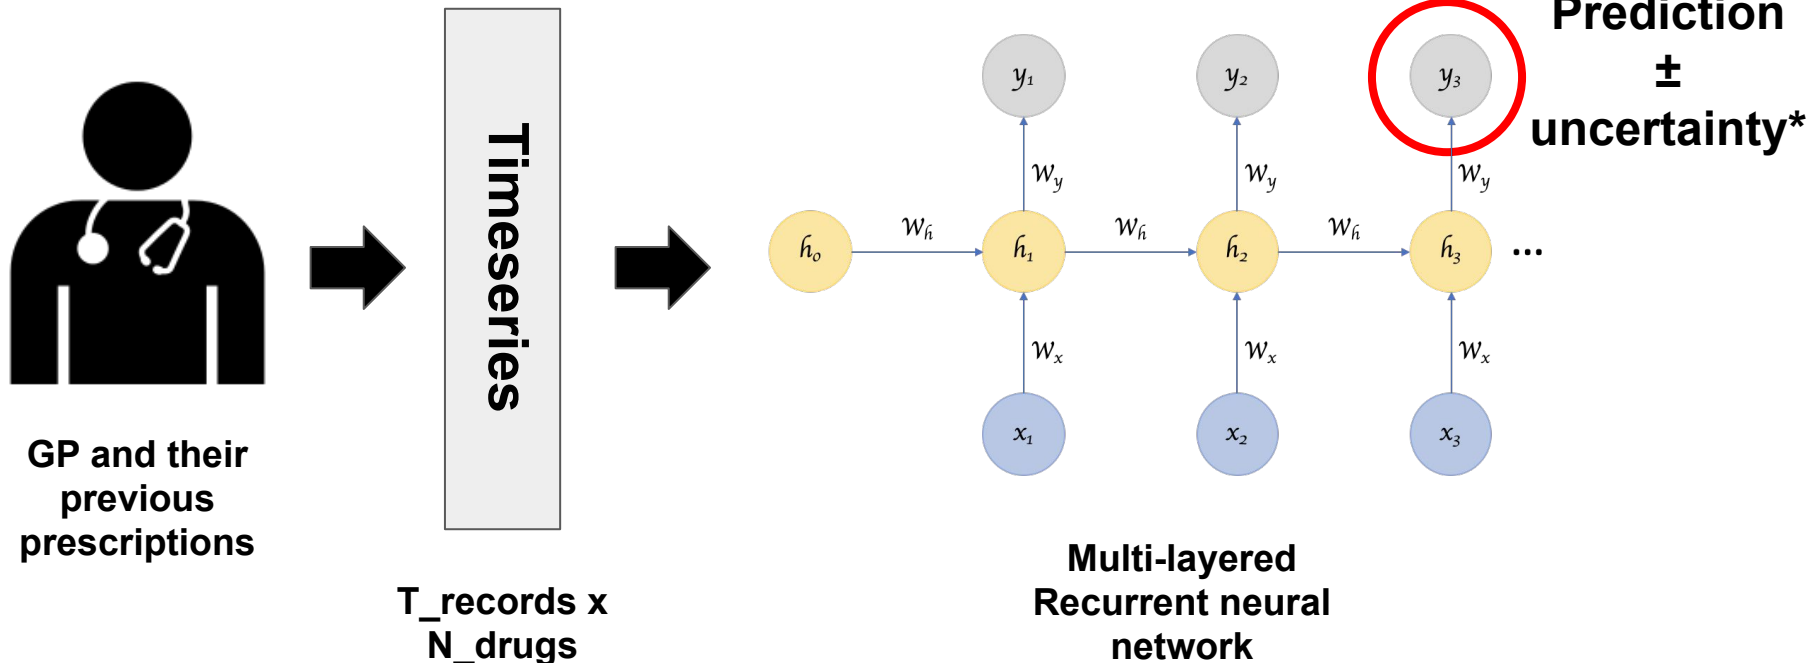 GP and their
previous
prescriptions
Timeseries
T_records x
N_drugs
y₁
y₂
y₃
Prediction
±
uncertainty*
w_y
w_y
w_y
h₀
w_h
h₁
w_h
h₂
w_h
h₃
...
w_x
w_x
w_x
x₁
x₂
x₃
Multi-layered
Recurrent neural
network